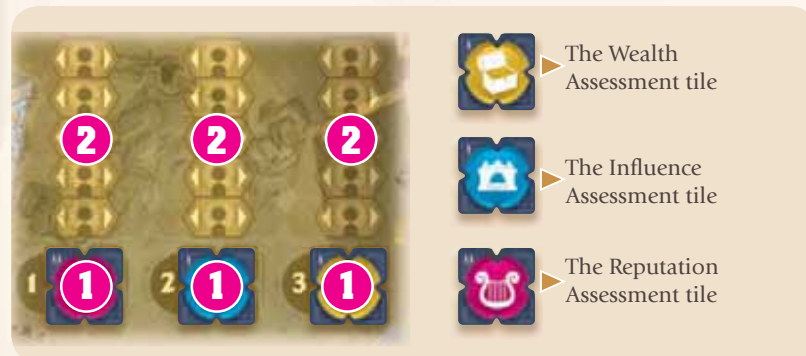 2 2 2
1 1 2 1 3 1
The Wealth
Assessment tile
The Influence
Assessment tile
The Reputation
Assessment tile